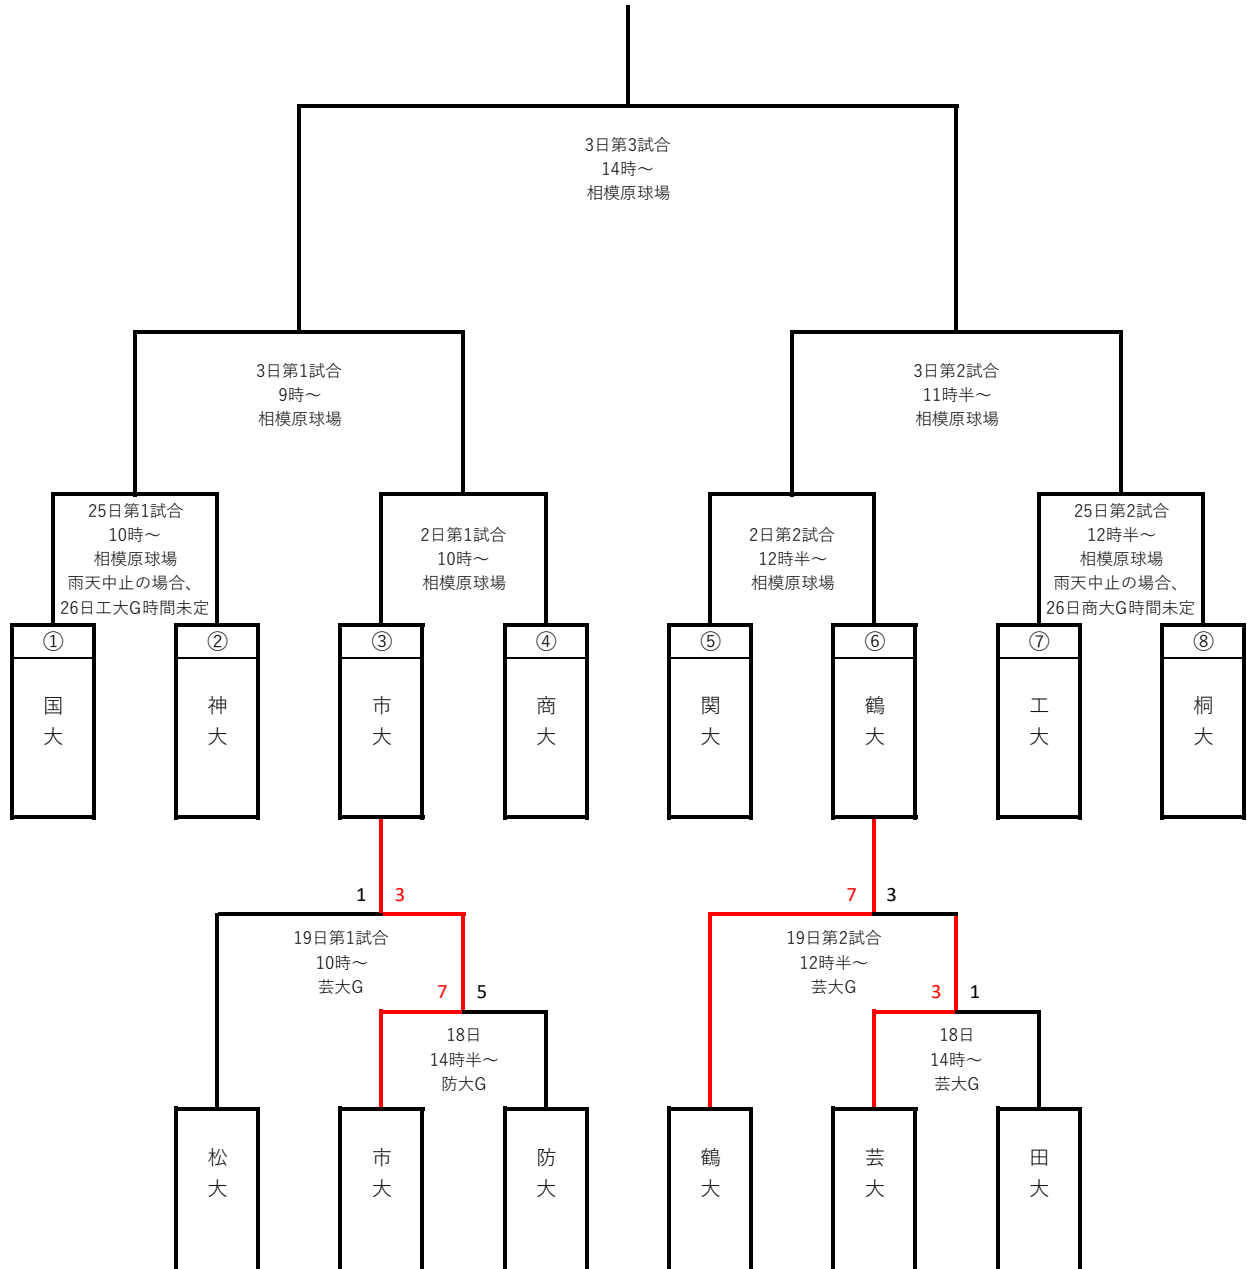 3日第3試合
14時～
相模原球場
3日第1試合
9時～
相模原球場
3日第2試合
11時半～
相模原球場
25日第1試合
10時～
相模原球場
雨天中止の場合、
26日工大G時間未定
2日第1試合
10時～
相模原球場
2日第2試合
12時半～
相模原球場
25日第2試合
12時半～
相模原球場
雨天中止の場合、
26日商大G時間未定
① ② ③ ④ ⑤ ⑥ ⑦ ⑧
国大
神大
市大
商大
関大
鶴大
工大
桐大
1 3
19日第1試合
10時～
芸大G
7 3
19日第2試合
12時半～
芸大G
7 5
18日
14時半～
防大G
3 1
18日
14時～
芸大G
松大
市大
防大
鶴大
芸大
田大